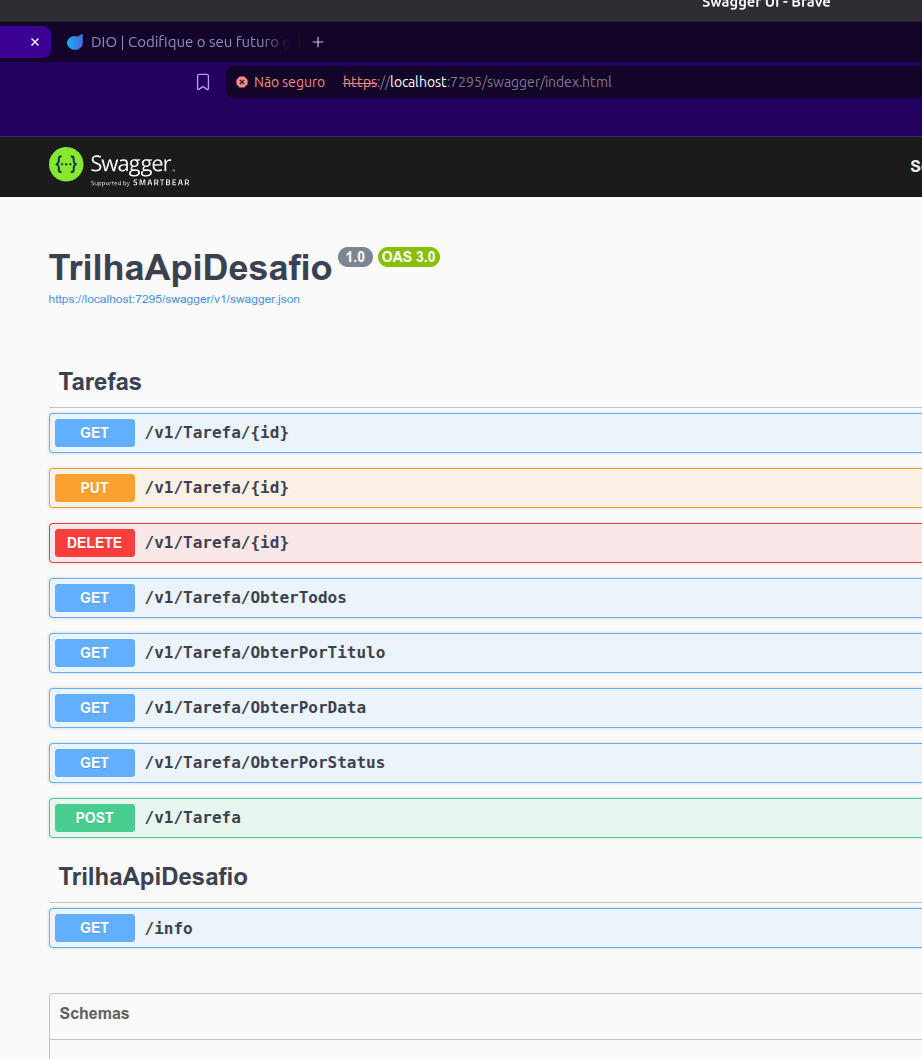 Swagger UI - Brave
DIO | Codifique o seu futuro
Não seguro https://localhost:7295/swagger/index.html
Swagger
Supported by SMARTBEAR
TrilhaApiDesafio 1.0 OAS 3.0
https://localhost:7295/swagger/v1/swagger.json
Tarefas
GET /v1/Tarefa/{id}
PUT /v1/Tarefa/{id}
DELETE /v1/Tarefa/{id}
GET /v1/Tarefa/ObterTodos
GET /v1/Tarefa/ObterPorTitulo
GET /v1/Tarefa/ObterPorData
GET /v1/Tarefa/ObterPorStatus
POST /v1/Tarefa
TrilhaApiDesafio
GET /info
Schemas